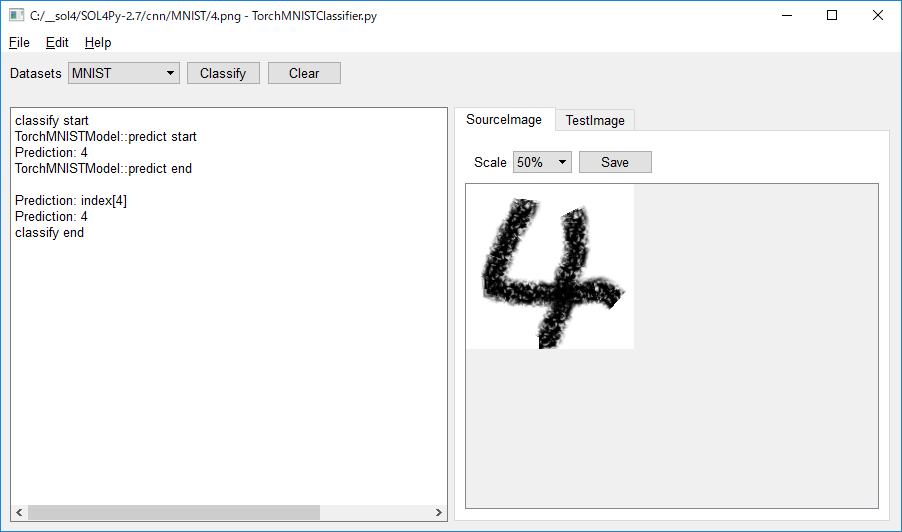 C:/__sol4/SOL4Py-2.7/cnn/MNIST/4.png - TorchMNISTClassifier.py
File Edit Help
Datasets MNIST Classify Clear
classify start
TorchMNISTModel::predict start
Prediction: 4
TorchMNISTModel::predict end
Prediction: index[4]
Prediction: 4
classify end
SourceImage TestImage
Scale 50% Save
4